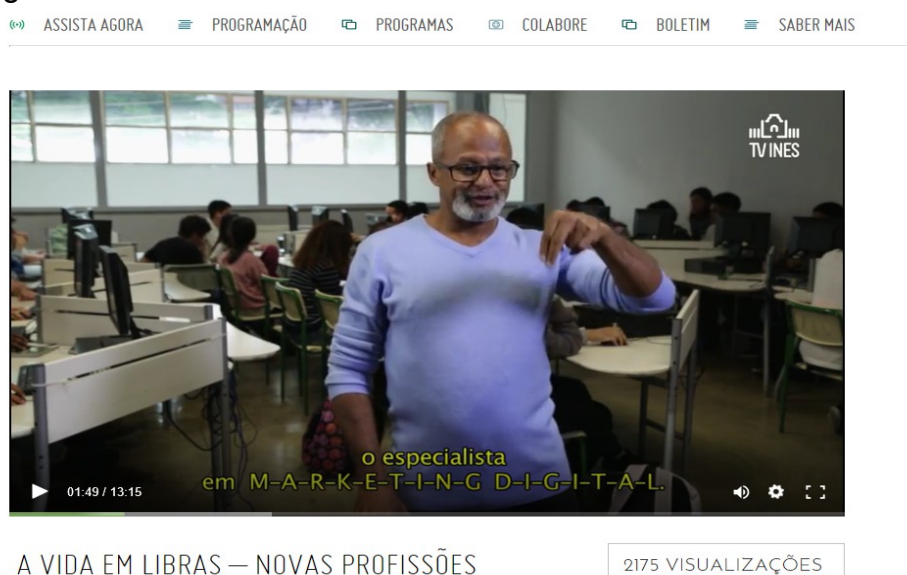 ASSISTA AGORA PROGRAMAÇÃO PROGRAMAS COLABORE BOLETIM SABER MAIS
TV INES
o especialista
em M-A-R-K-E-T-I-N-G D-I-G-I-T-A-L.
01:49 / 13:15
A VIDA EM LIBRAS — NOVAS PROFISSÕES
2175 VISUALIZAÇÕES